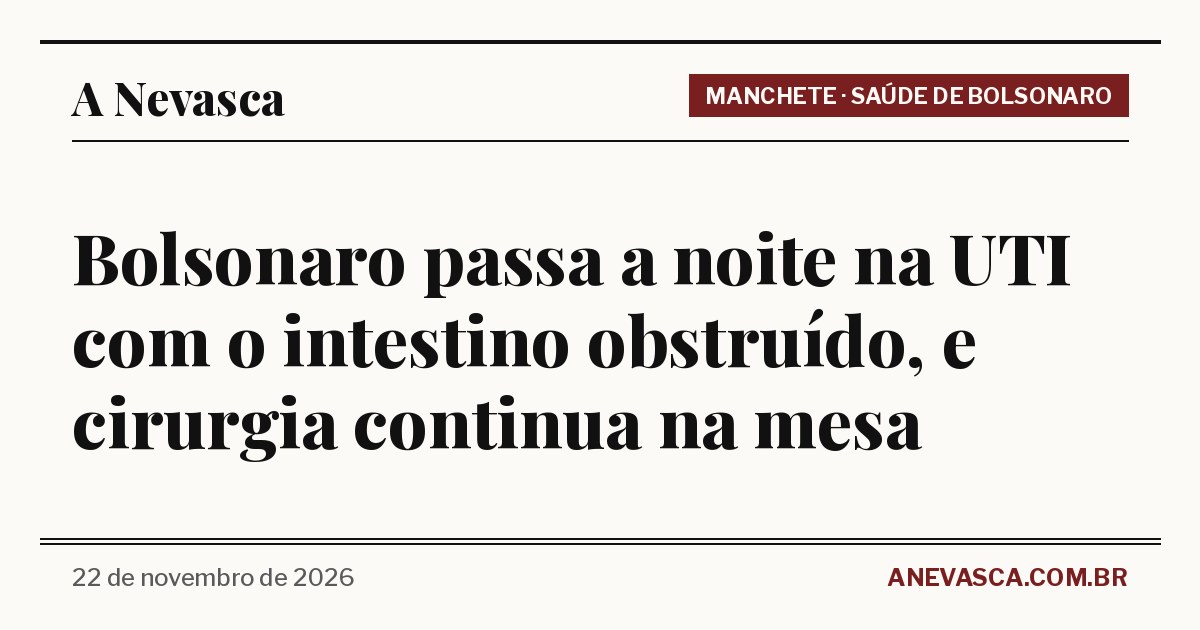 A Nevasca
MANCHETE · SAÚDE DE BOLSONARO
Bolsonaro passa a noite na UTI
com o intestino obstruído, e
cirurgia continua na mesa
22 de novembro de 2026
ANEVASCA.COM.BR